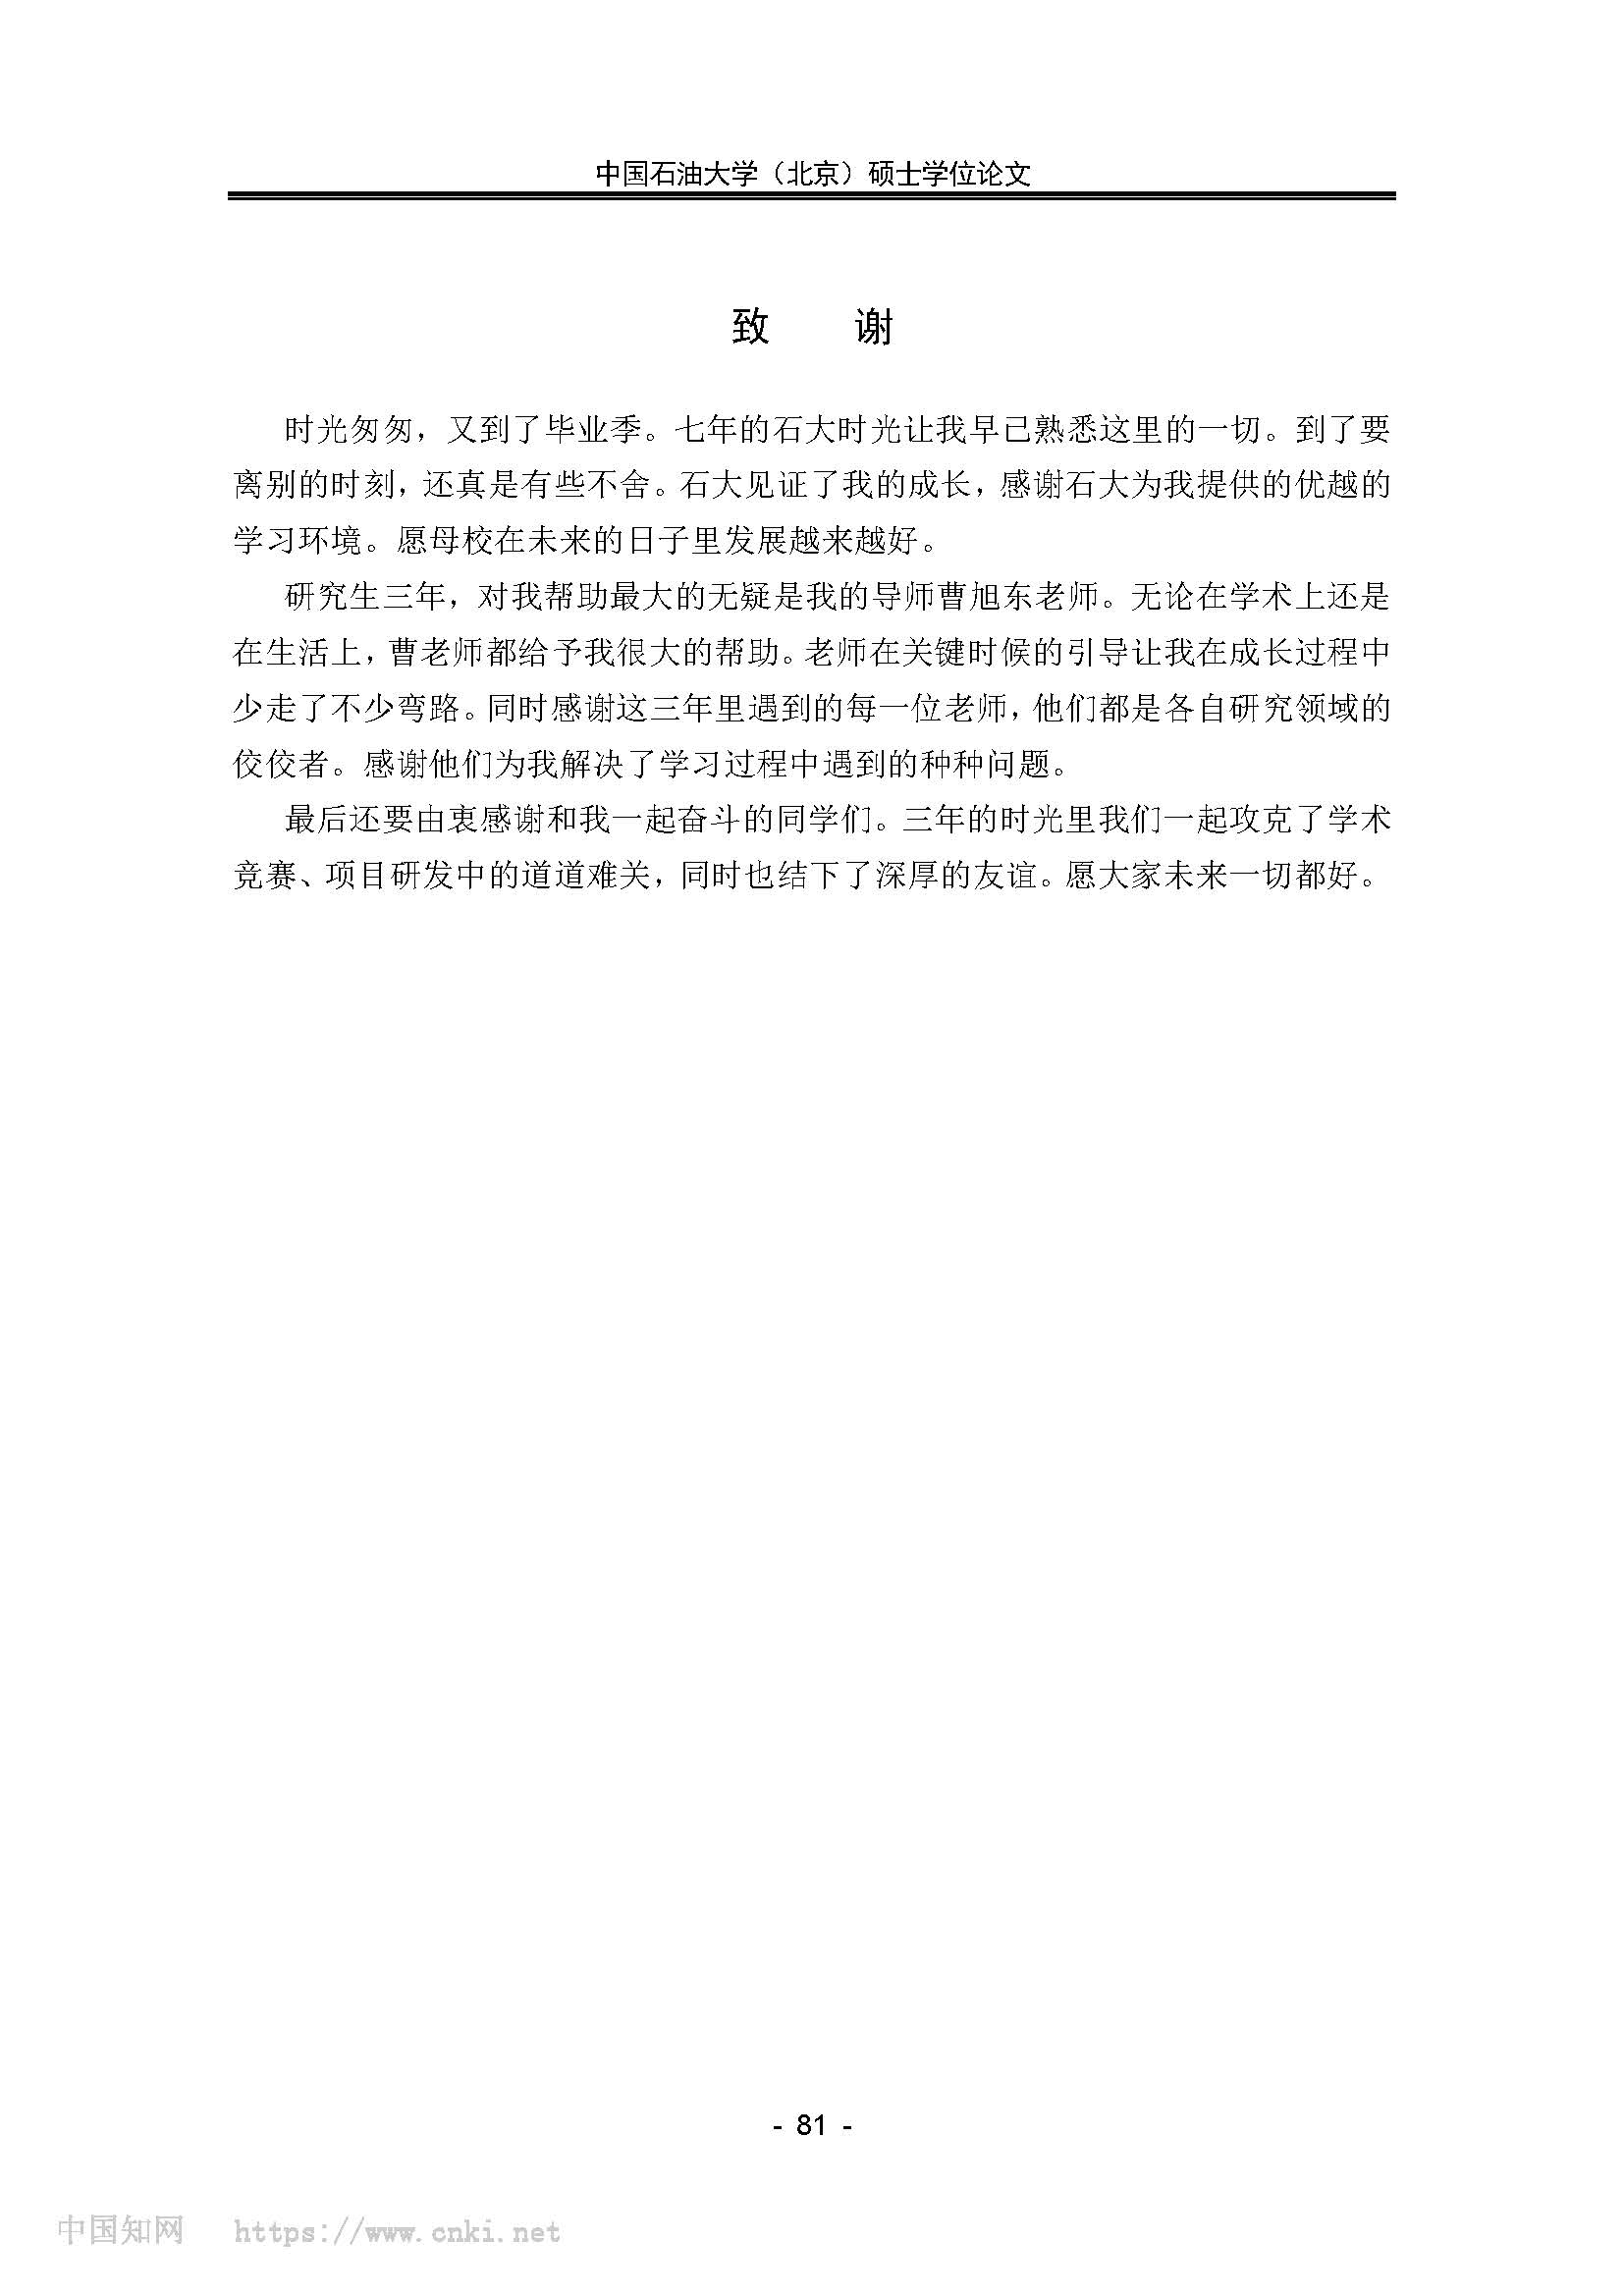 中国石油大学（北京）硕士学位论文
致 谢
时光匆匆，又到了毕业季。七年的石大时光让我早已熟悉这里的一切。到了要
离别的时刻，还真是有些不舍。石大见证了我的成长，感谢石大为我提供的优越的
学习环境。愿母校在未来的日子里发展越来越好。
研究生三年，对我帮助最大的无疑是我的导师曹旭东老师。无论在学术上还是
在生活上，曹老师都给予我很大的帮助。老师在关键时候的引导让我在成长过程中
少走了不少弯路。同时感谢这三年里遇到的每一位老师，他们都是各自研究领域的
佼佼者。感谢他们为我解决了学习过程中遇到的种种问题。
最后还要由衷感谢和我一起奋斗的同学们。三年的时光里我们一起攻克了学术
竞赛、项目研发中的道道难关，同时也结下了深厚的友谊。愿大家未来一切都好。
- 81 -
中国知网 https://www.cnki.net